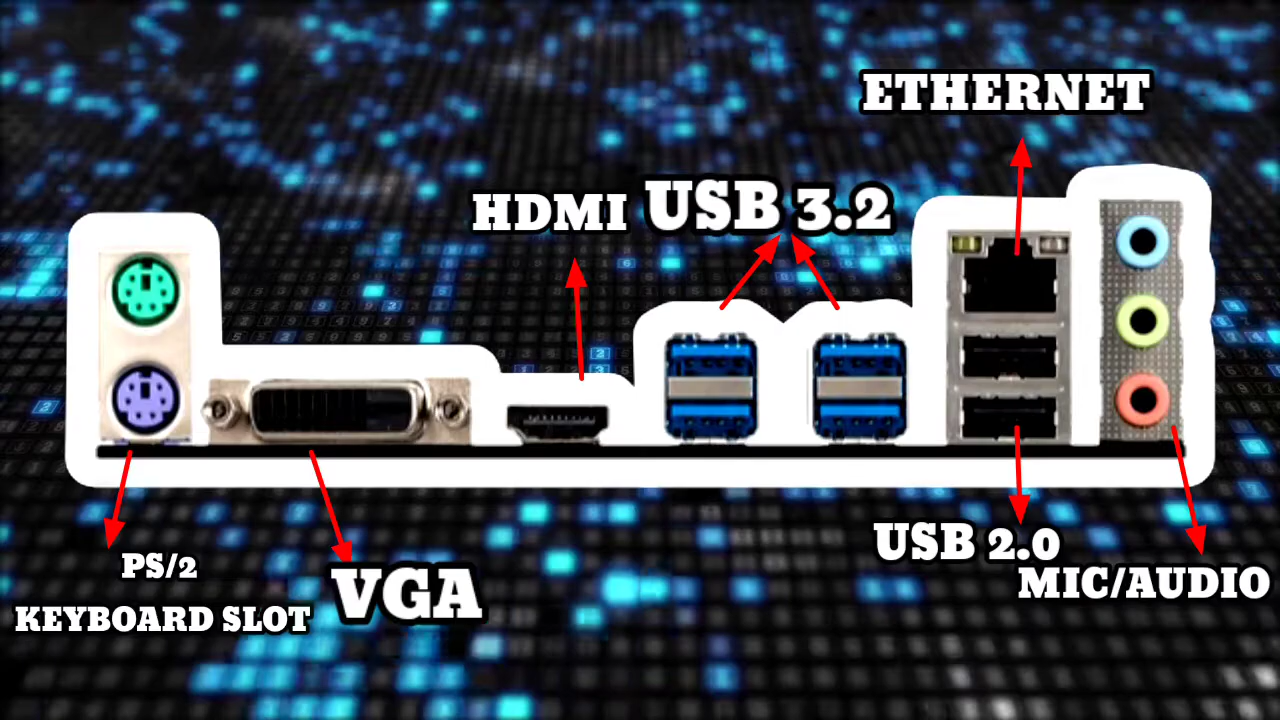 ETHERNET
HDMI USB 3.2
USB 2.0
MIC/AUDIO
PS/2
KEYBOARD SLOT
VGA